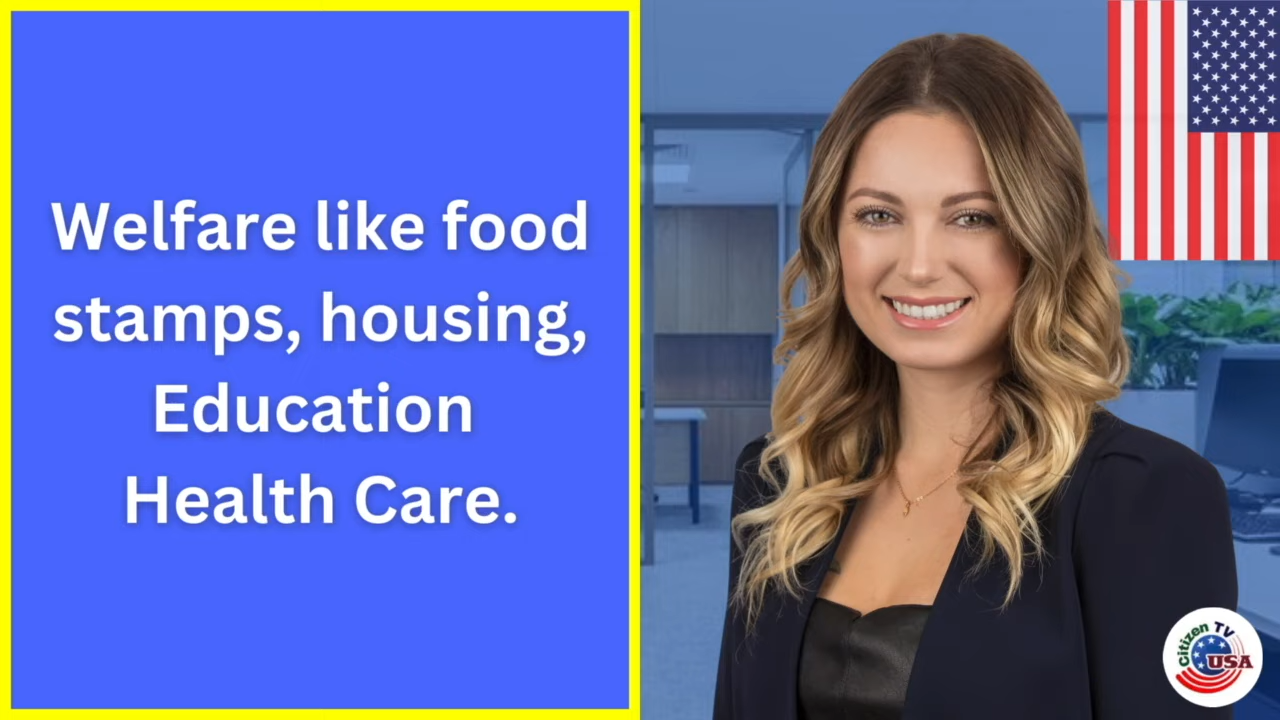 Welfare like food
stamps, housing,
Education
Health Care.
Citizen TV
USA